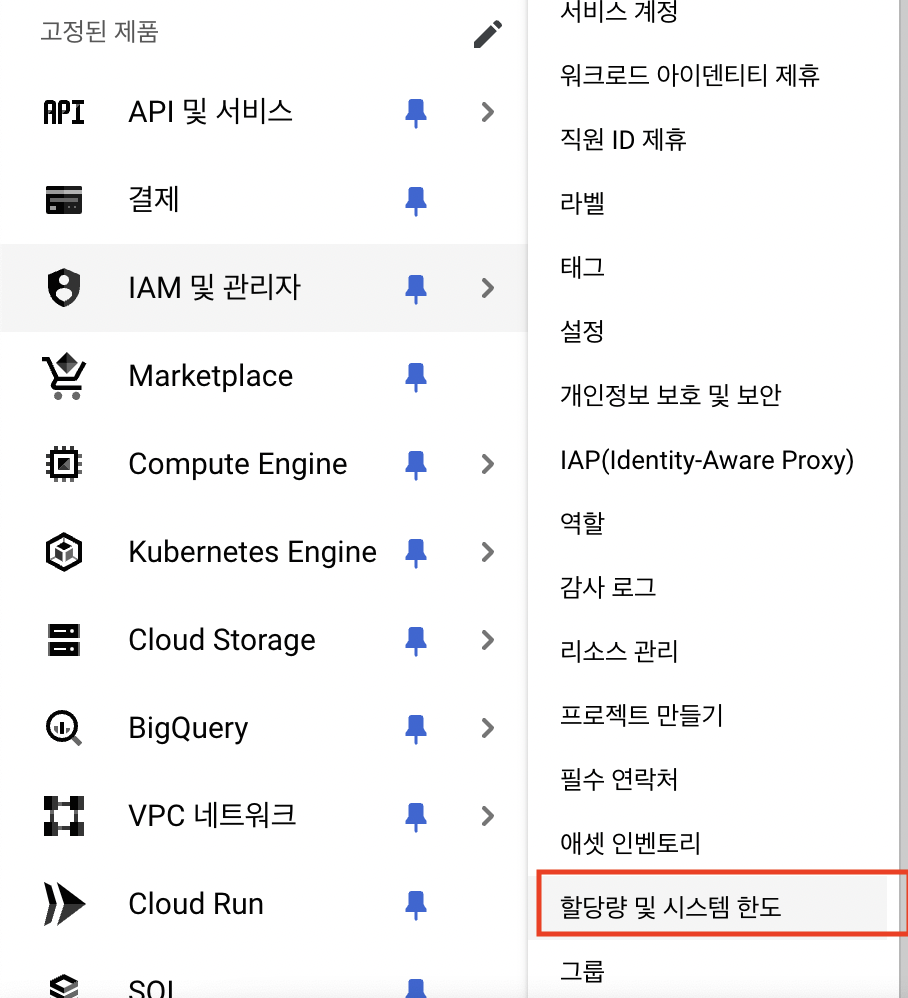 고정된 제품
API API 및 서비스
결제
IAM 및 관리자
Marketplace
Compute Engine
Kubernetes Engine
Cloud Storage
BigQuery
VPC 네트워크
Cloud Run
SQL
서비스 계정
워크로드 아이덴티티 제휴
직원 ID 제휴
라벨
태그
설정
개인정보 보호 및 보안
IAP(Identity-Aware Proxy)
역할
감사 로그
리소스 관리
프로젝트 만들기
필수 연락처
애셋 인벤토리
할당량 및 시스템 한도
그룹